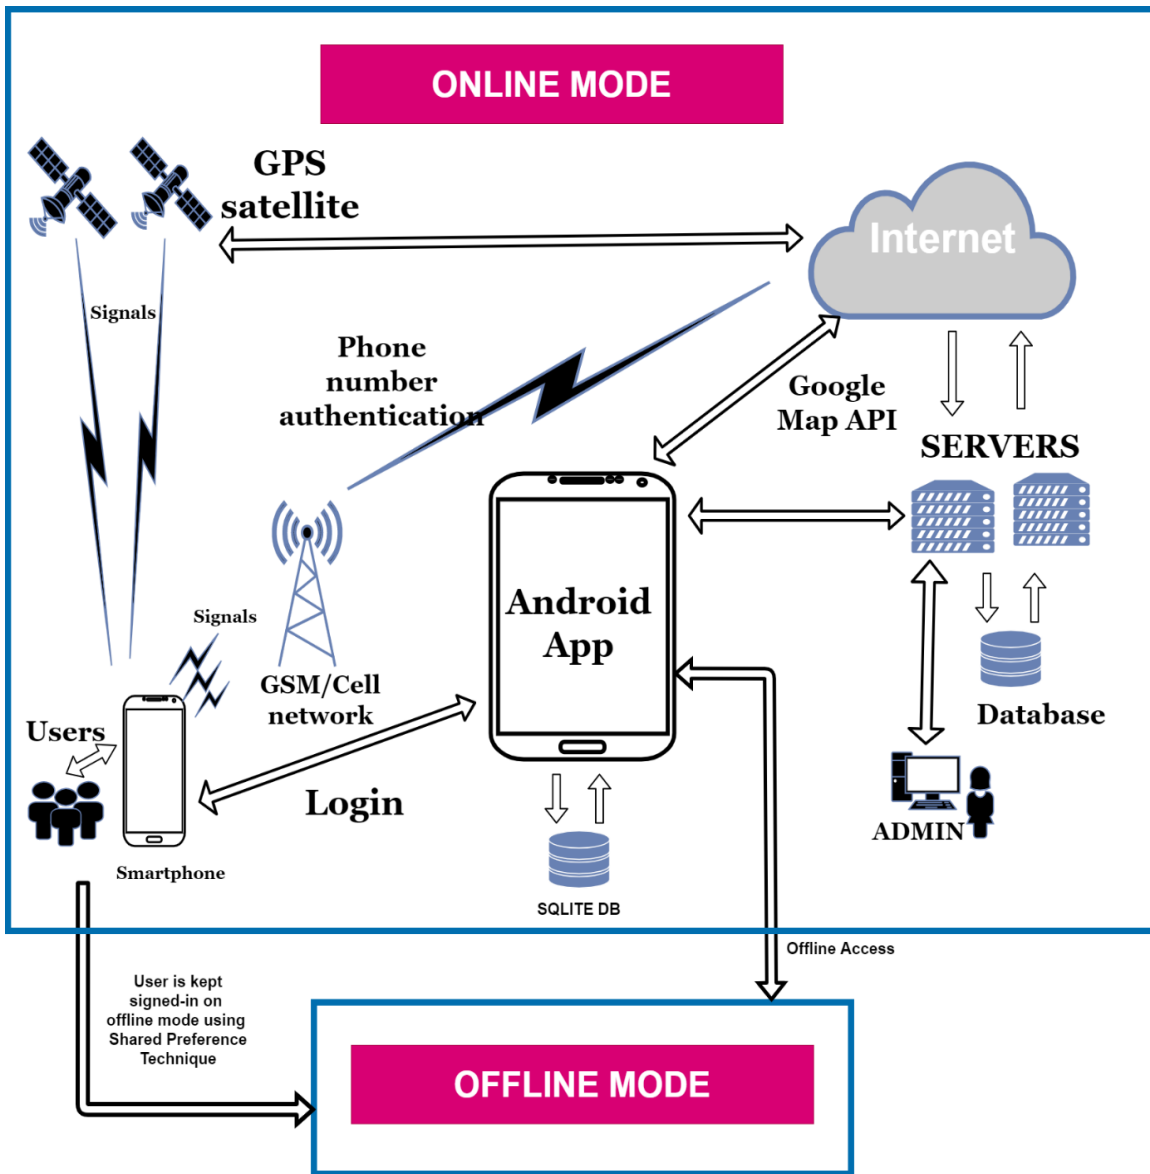 ONLINE MODE
GPS
satellite
Internet
Signals
Phone
number
authentication
Google
Map API
SERVERS
Android
App
Signals
GSM/Cell
network
Users
Database
Login
ADMIN
Smartphone
SQLITE DB
Offline Access
User is kept
signed-in on
offline mode using
Shared Preference
Technique
OFFLINE MODE